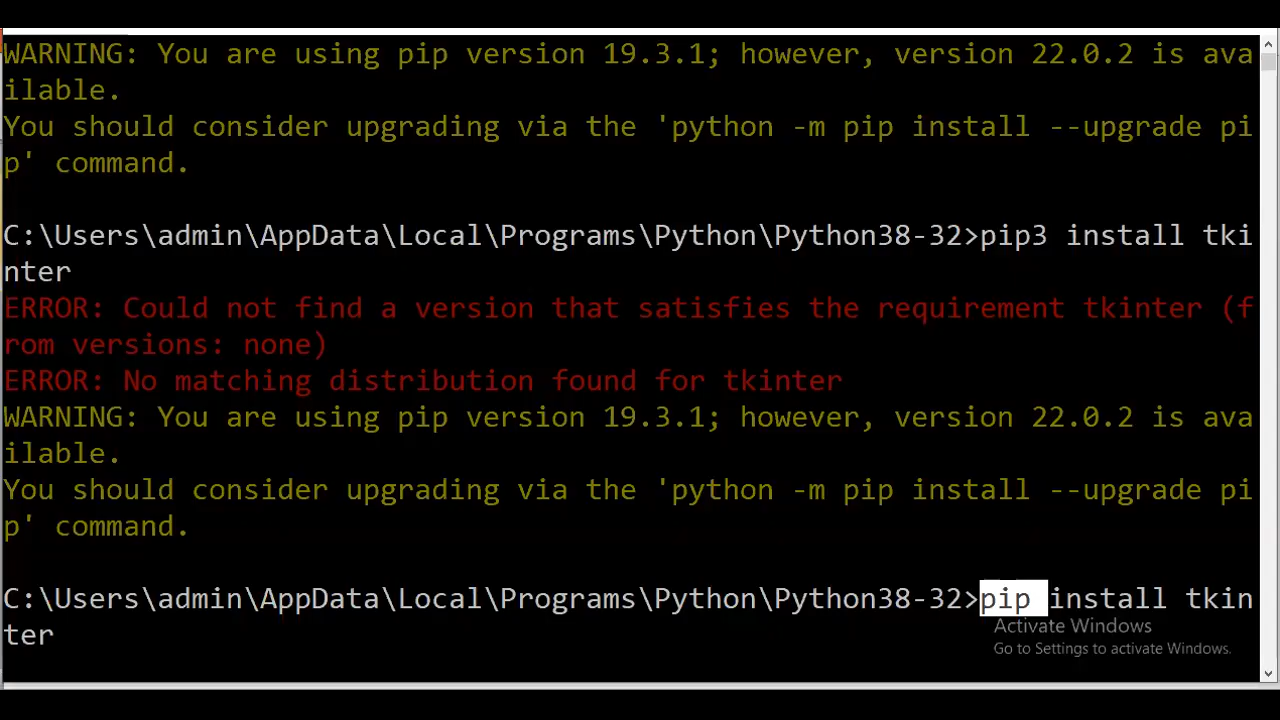 WARNING: You are using pip version 19.3.1; however, version 22.0.2 is ava
ilable.
You should consider upgrading via the 'python -m pip install --upgrade pi
p' command.
C:\Users\admin\AppData\Local\Programs\Python\Python38-32>pip3 install tki
nter
ERROR: Could not find a version that satisfies the requirement tkinter (f
rom versions: none)
ERROR: No matching distribution found for tkinter
WARNING: You are using pip version 19.3.1; however, version 22.0.2 is ava
ilable.
You should consider upgrading via the 'python -m pip install --upgrade pi
p' command.
C:\Users\admin\AppData\Local\Programs\Python\Python38-32>pip install tkin
ter
Activate Windows
Go to Settings to activate Windows.